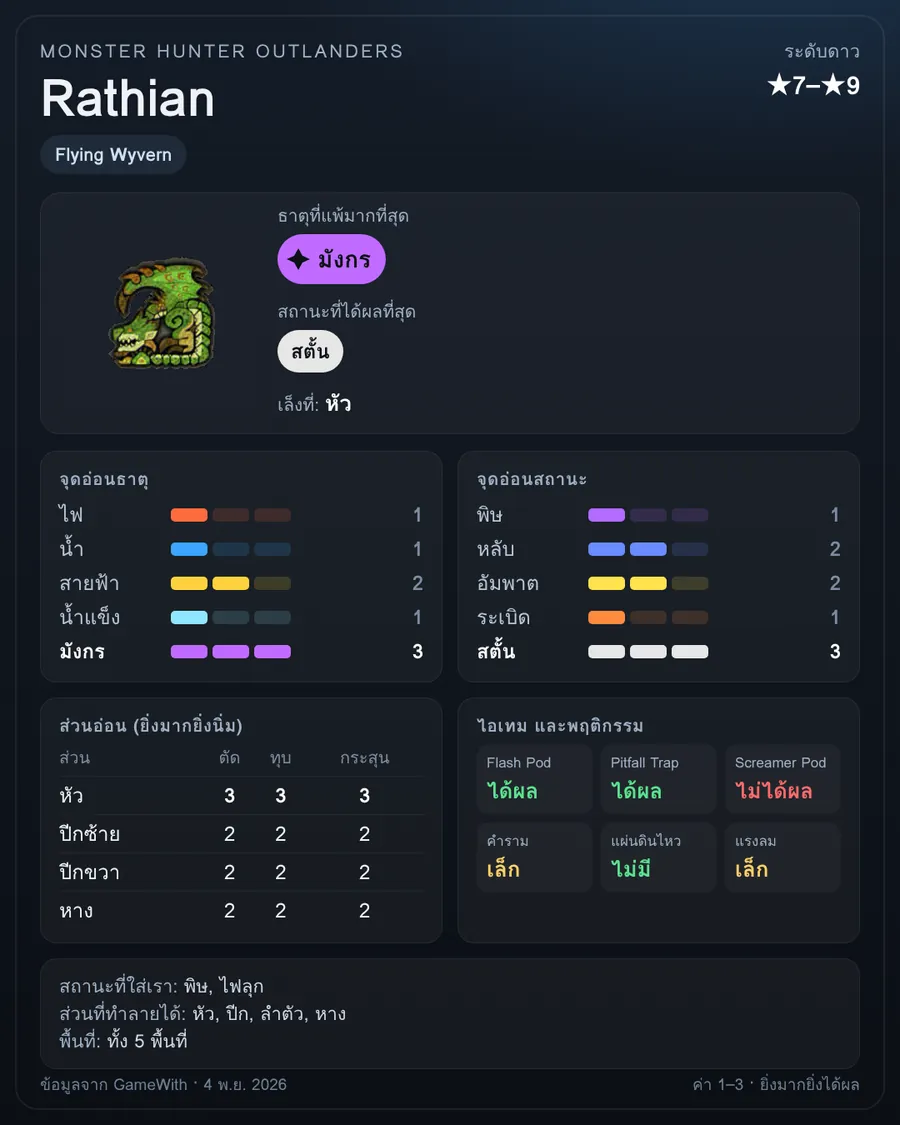 MONSTER HUNTER OUTLANDERS
ระดับดาว
Rathian
★7–★9
Flying Wyvern
ธาตุที่แพ้มากที่สุด
✦ มังกร
สถานะที่ได้ผลที่สุด
สตั้น
เล็งที่: หัว
จุดอ่อนธาตุ
ไฟ 1
น้ำ 1
สายฟ้า 2
น้ำแข็ง 1
มังกร 3
จุดอ่อนสถานะ
พิษ 1
หลับ 2
อัมพาต 2
ระเบิด 1
สตั้น 3
ส่วนอ่อน (ยิ่งมากยิ่งนิ่ม)
ส่วน ตัด ทุบ กระสุน
หัว 3 3 3
ปีกซ้าย 2 2 2
ปีกขวา 2 2 2
หาง 2 2 2
ไอเทม และพฤติกรรม
Flash Pod
ได้ผล
Pitfall Trap
ได้ผล
Screamer Pod
ไม่ได้ผล
คำราม
เล็ก
แผ่นดินไหว
ไม่มี
แรงลม
เล็ก
สถานะที่ใส่เรา: พิษ, ไฟลุก
ส่วนที่ทำลายได้: หัว, ปีก, ลำตัว, หาง
พื้นที่: ทั้ง 5 พื้นที่
ข้อมูลจาก GameWith · 4 พ.ย. 2026
ค่า 1–3 · ยิ่งมากยิ่งได้ผล